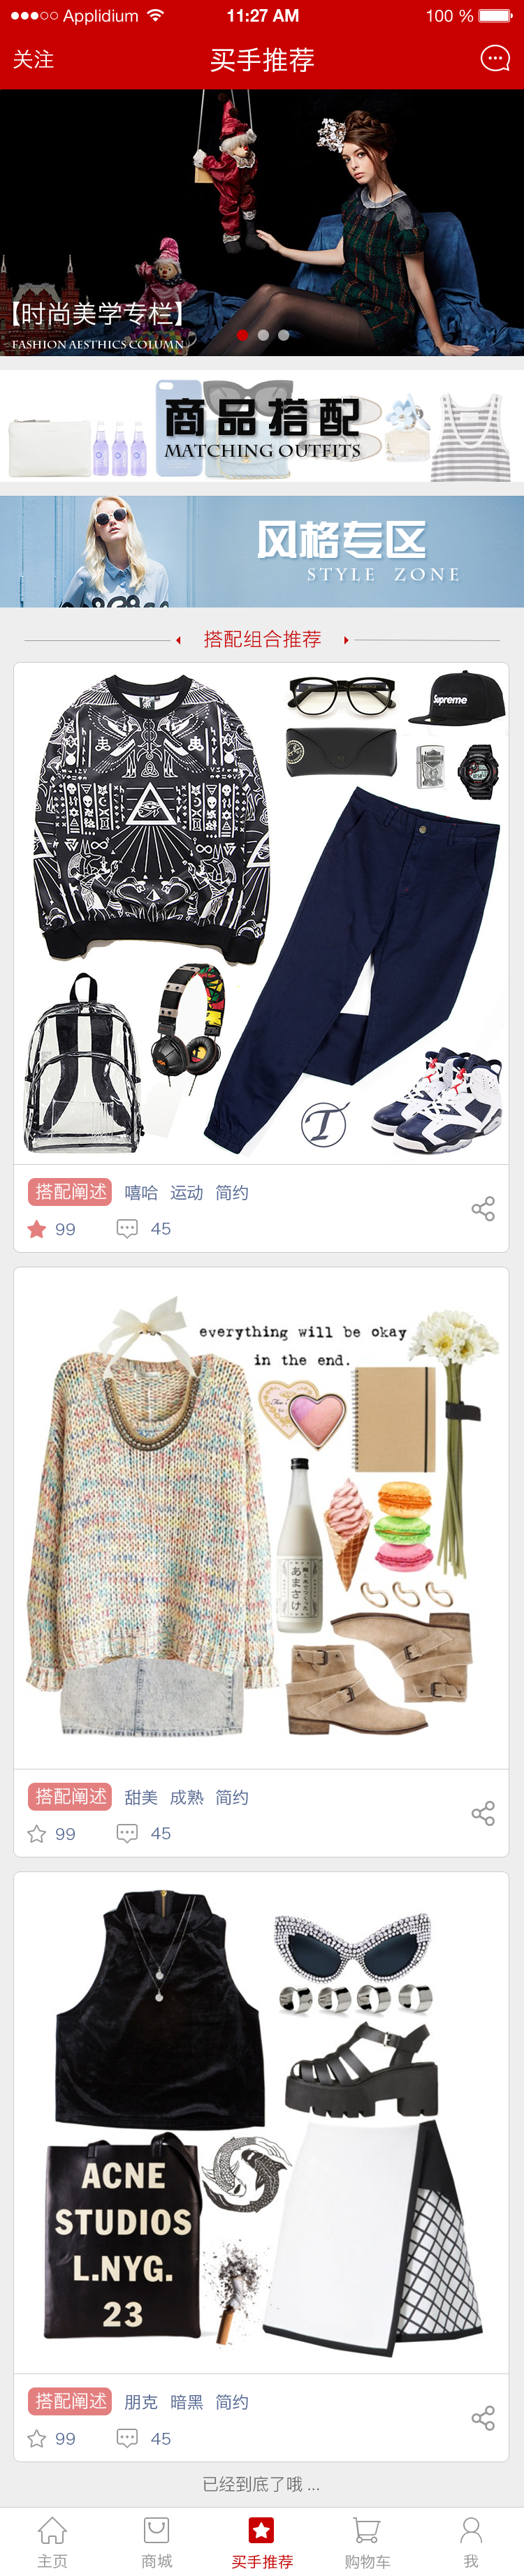 Applidium 11:27 AM 100 %
关注 买手推荐
【时尚美学专栏】
FASHION AESTHICS COLUMN
商品搭配
MATCHING OUTFITS
风格专区
STYLE ZONE
搭配组合推荐
Supreme
搭配阐述 嘻哈 运动 简约
99 45
everything will be okay
in the end.
あまさけ
搭配阐述 甜美 成熟 简约
99 45
ACNE
STUDIOS
L.NYG.
23
搭配阐述 朋克 暗黑 简约
99 45
已经到底了哦 ...
主页 商城 买手推荐 购物车 我